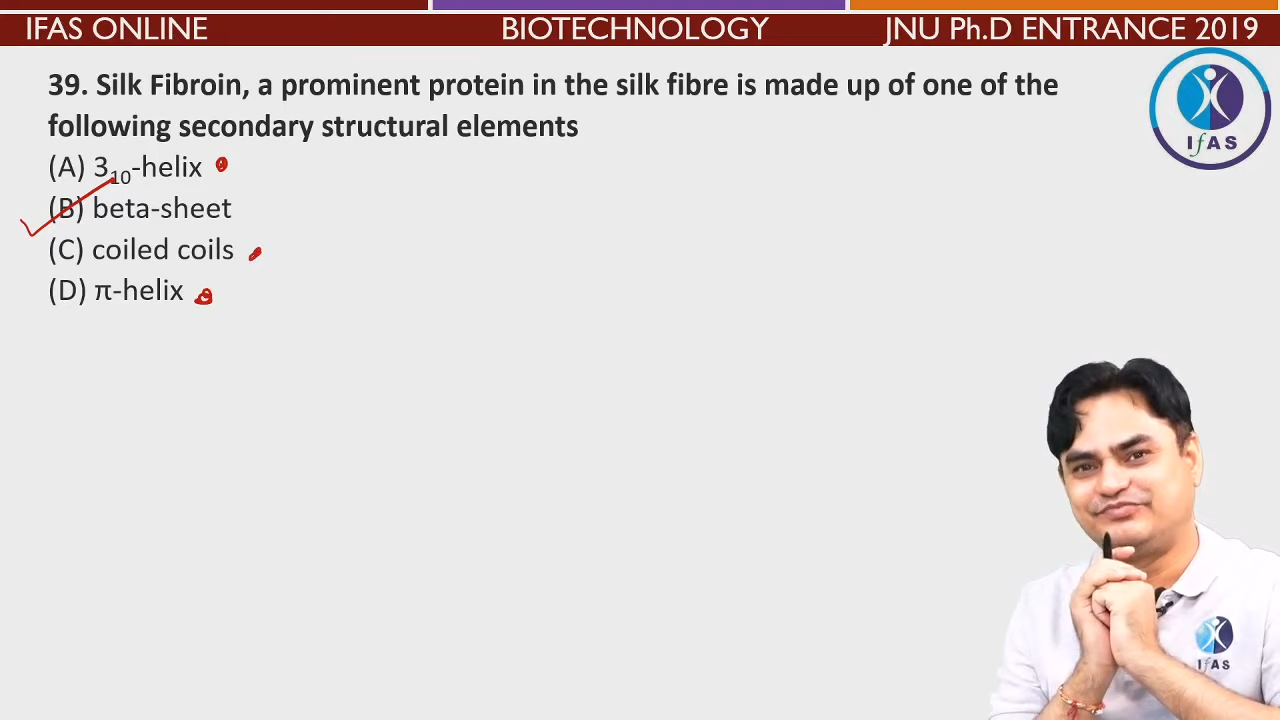 IFAS ONLINE BIOTECHNOLOGY JNU Ph.D ENTRANCE 2019
39. Silk Fibroin, a prominent protein in the silk fibre is made up of one of the
following secondary structural elements
(A) 3₁₀-helix
(B) beta-sheet
(C) coiled coils
(D) π-helix
IfAS
IfAS